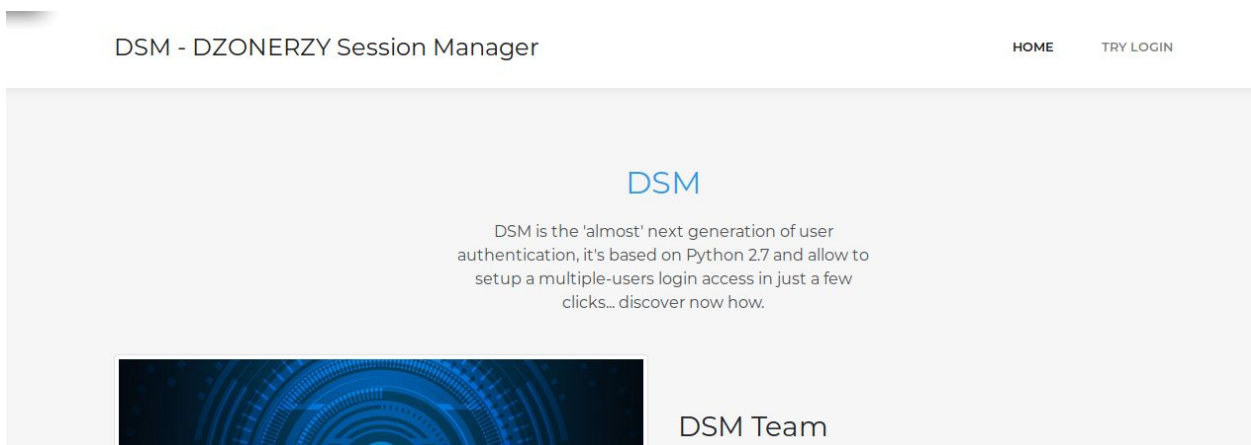 DSM - DZONERZY Session Manager
HOME
TRY LOGIN
DSM
DSM is the 'almost' next generation of user
authentication, it's based on Python 2.7 and allow to
setup a multiple-users login access in just a few
clicks... discover now how.
DSM Team